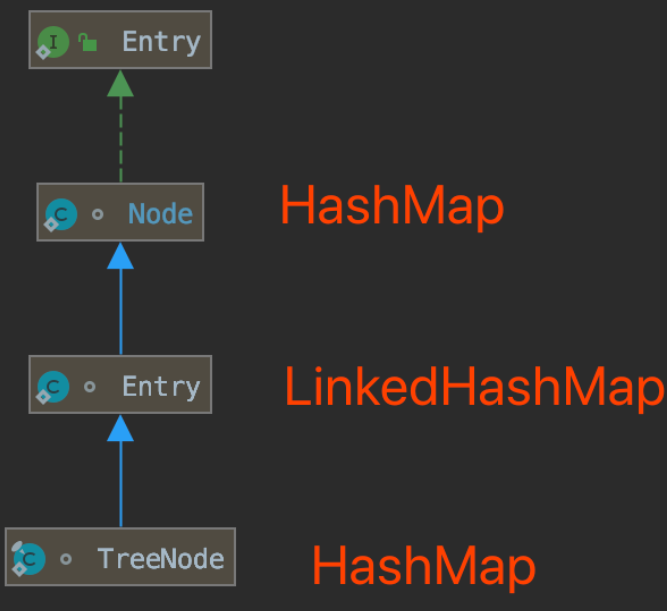 I Entry
C Node HashMap
C Entry LinkedHashMap
C TreeNode HashMap